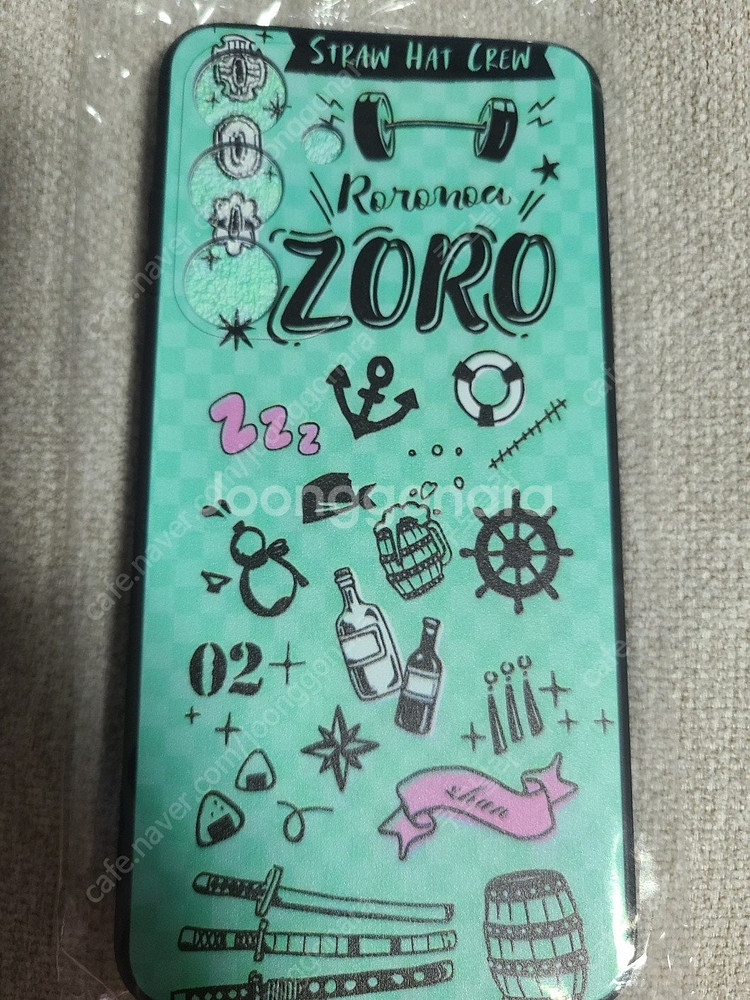 STRAW HAT CREW
Roronoa
ZORO
zzz
joonggonara
02
cafe.naver.com/joonggonara